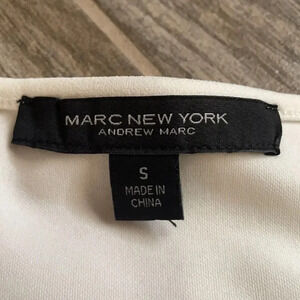 MARC NEW YORK
ANDREW MARC
S
MADE IN
CHINA